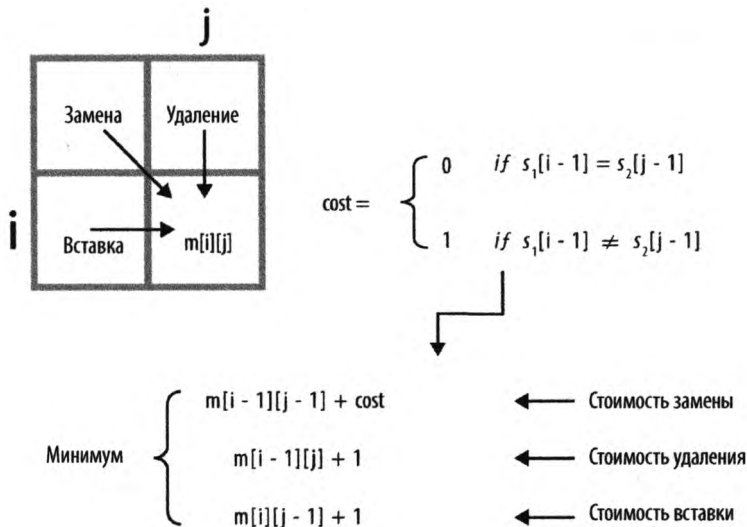 j
Замена Удаление
i Вставка m[i][j]
cost =
0 if s₁[i - 1] = s₂[j - 1]
1 if s₁[i - 1] ≠ s₂[j - 1]
Минимум
m[i - 1][j - 1] + cost Стоимость замены
m[i - 1][j] + 1 Стоимость удаления
m[i][j - 1] + 1 Стоимость вставки